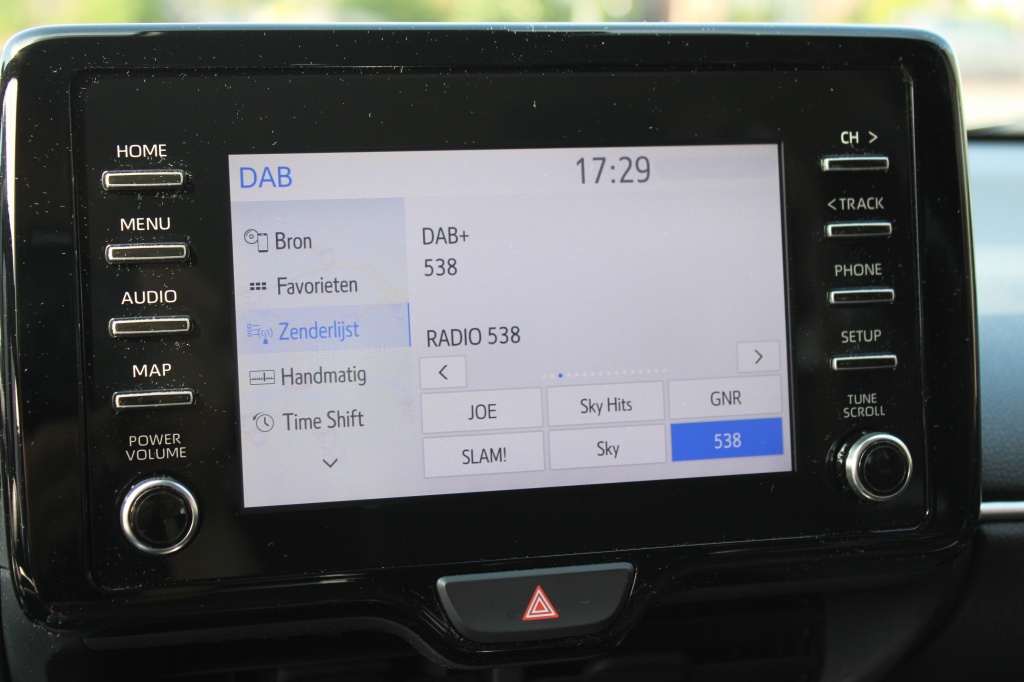 HOME
MENU
AUDIO
MAP
POWER
VOLUME
DAB
17:29
Bron
Favorieten
Zenderlijst
Handmatig
Time Shift
DAB+
538
RADIO 538
<
>
JOE
Sky Hits
GNR
SLAM!
Sky
538
CH >
< TRACK
PHONE
SETUP
TUNE
SCROLL